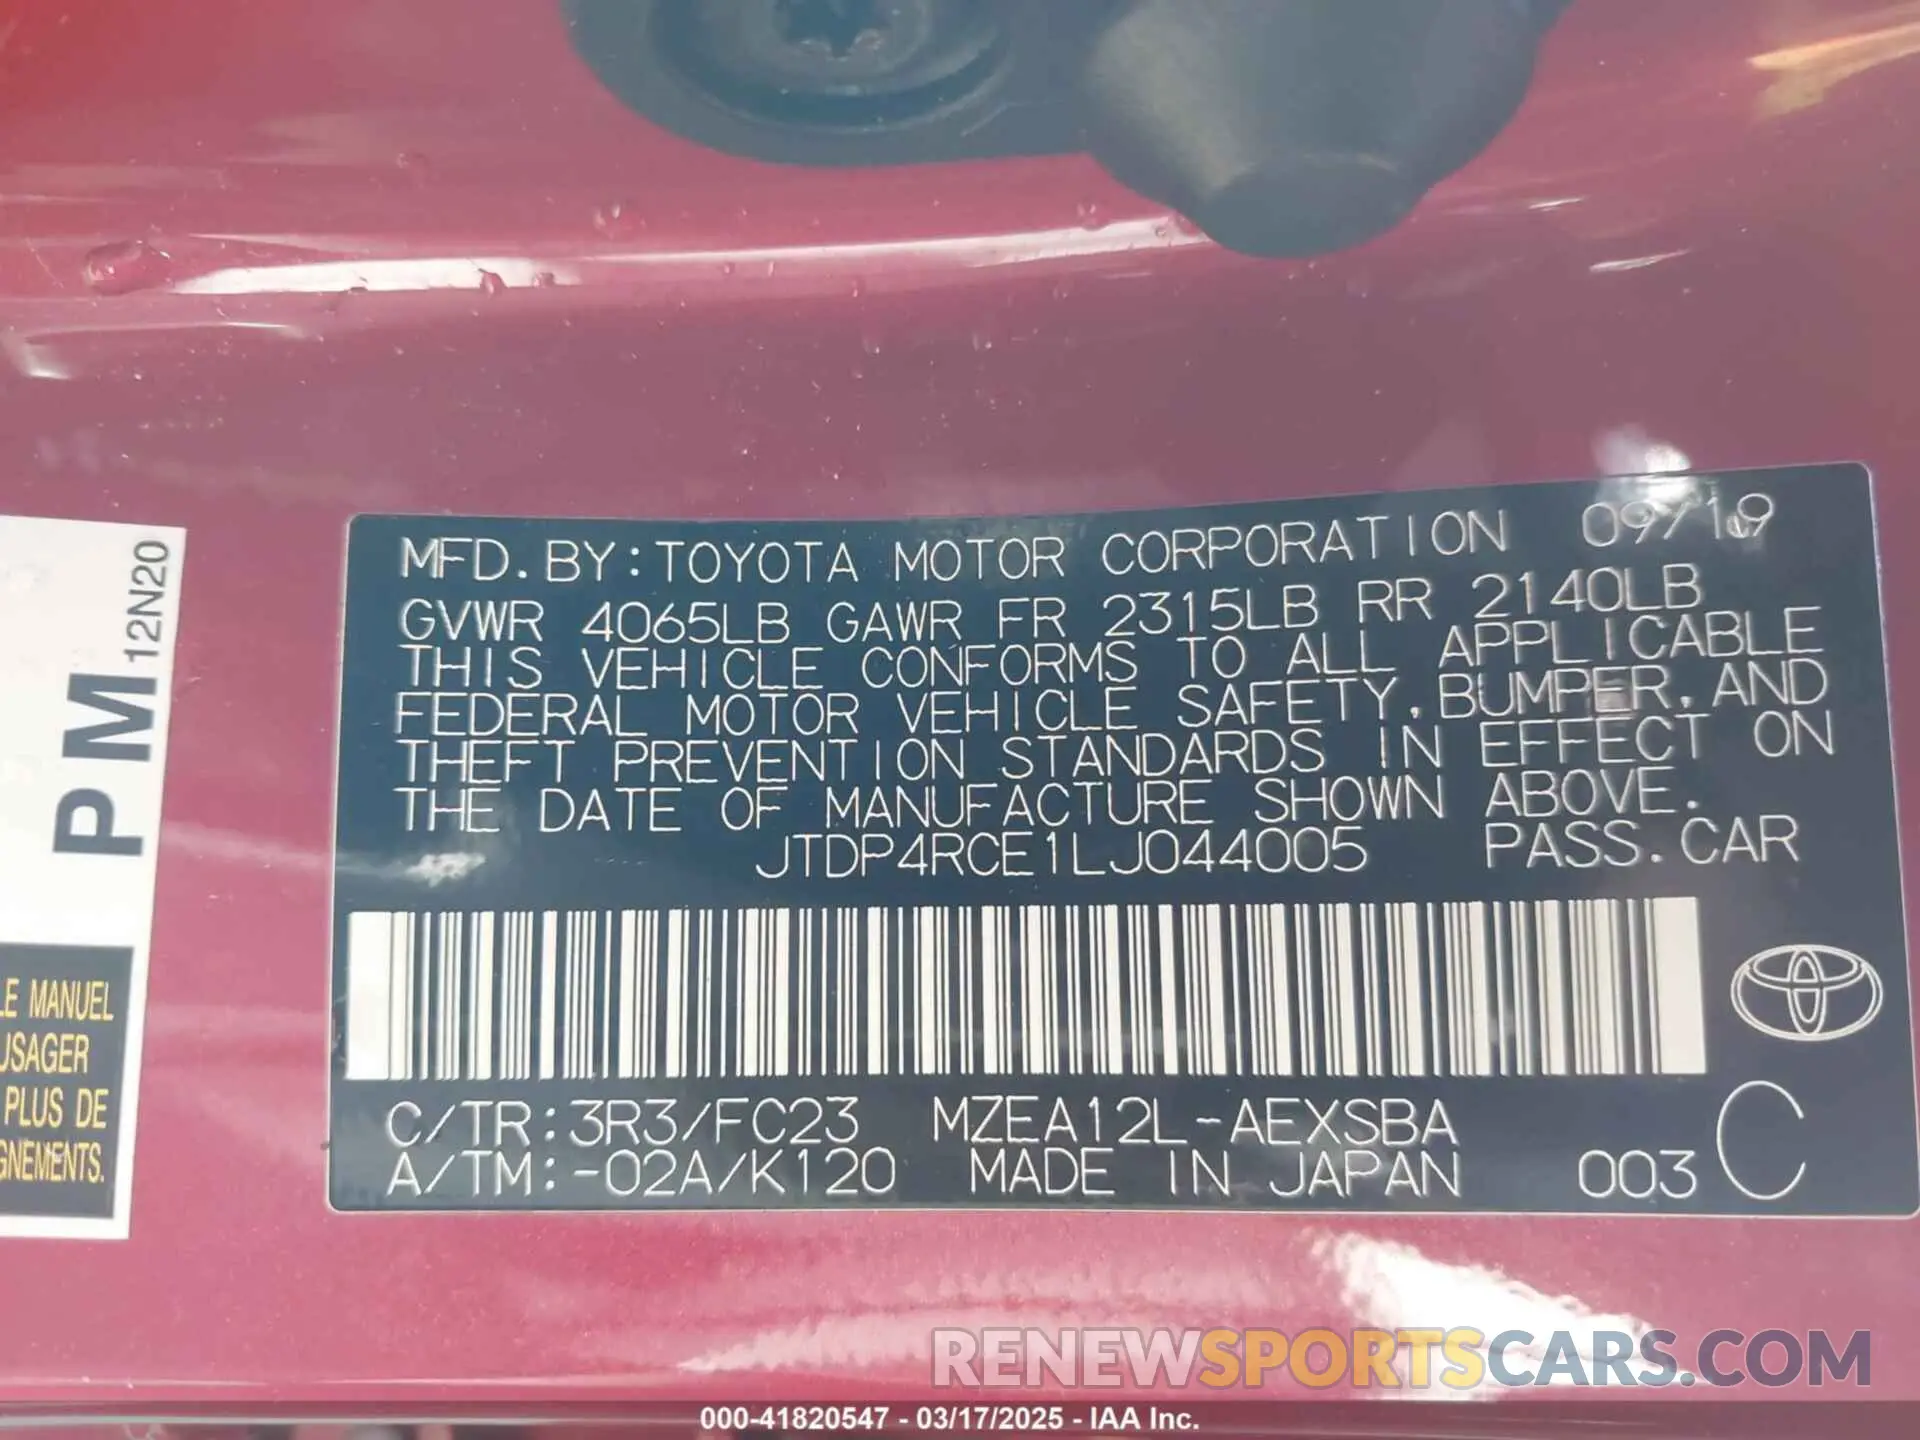 MFD. BY: TOYOTA MOTOR CORPORATION 09/19
GVWR 4065LB GAWR FR 2315LB RR 2140LB
THIS VEHICLE CONFORMS TO ALL APPLICABLE
FEDERAL MOTOR VEHICLE SAFETY, BUMPER, AND
THEFT PREVENTION STANDARDS IN EFFECT ON
THE DATE OF MANUFACTURE SHOWN ABOVE.
JTDP4RCE1LJ044005 PASS. CAR
C/TR: 3R3/FC23 MZEA12L-AEXSBA
A/TM: -02A/K120 MADE IN JAPAN 003 C
PM 12N20
LE MANUEL
USAGER
PLUS DE
GNEMENTS.
RENEWSPORTSCARS.COM
000-41820547 - 03/17/2025 - IAA Inc.